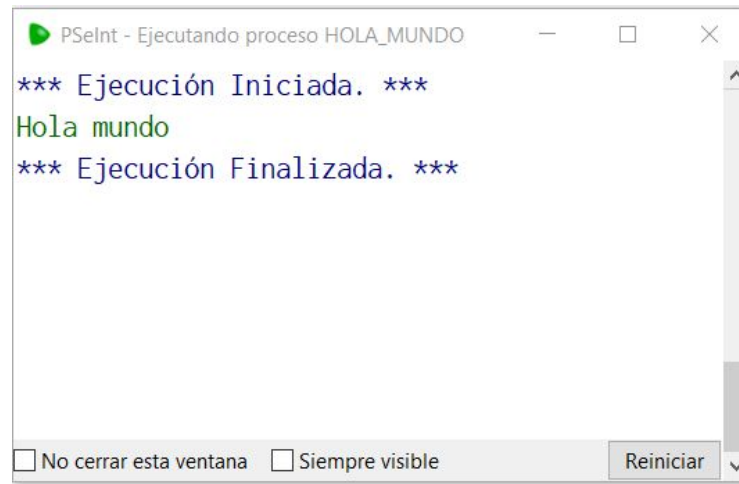 PSeInt - Ejecutando proceso HOLA_MUNDO
*** Ejecución Iniciada. ***
Hola mundo
*** Ejecución Finalizada. ***
No cerrar esta ventana Siempre visible Reiniciar